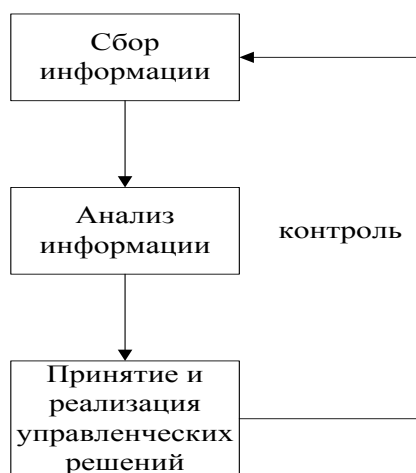 Сбор
информации
Анализ
информации
контроль
Принятие и
реализация
управленческих
решений